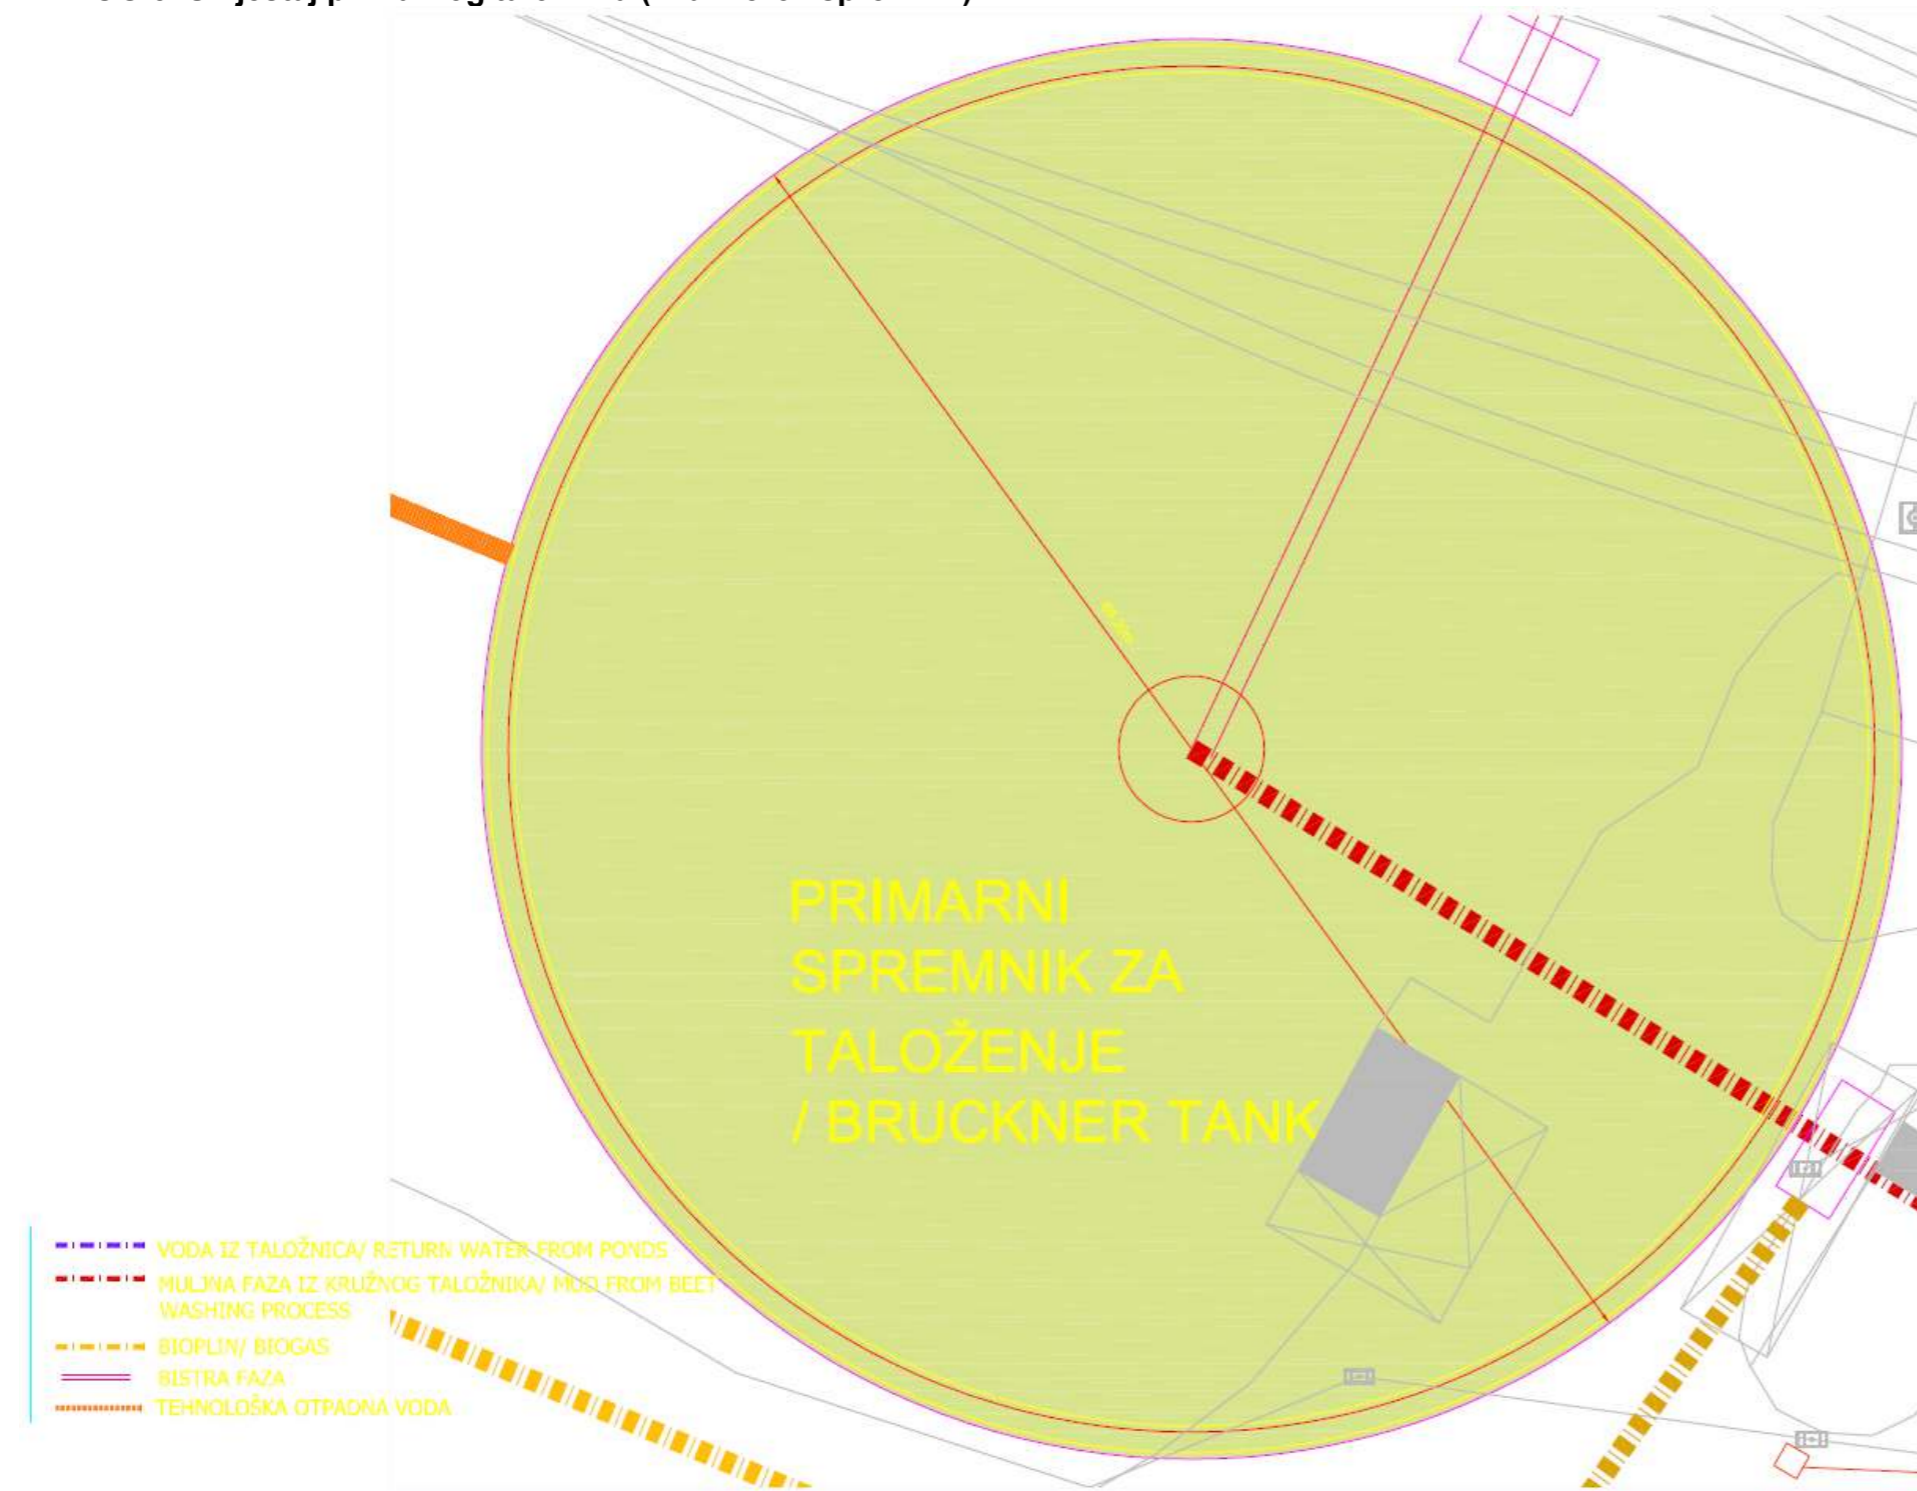 PRIMARNI
SPREMNIK ZA
TALOŽENJE
/ BRUCKNER TANK
VODA IZ TALOŽNICA/ RETURN WATER FROM PONDS
MULJNA FAZA IZ KRUŽNOG TALOŽNIKA/ MUD FROM BEET
WASHING PROCESS
BIOPLIN/ BIOGAS
BISTRA FAZA
TEHNOLOŠKA OTPADNA VODA